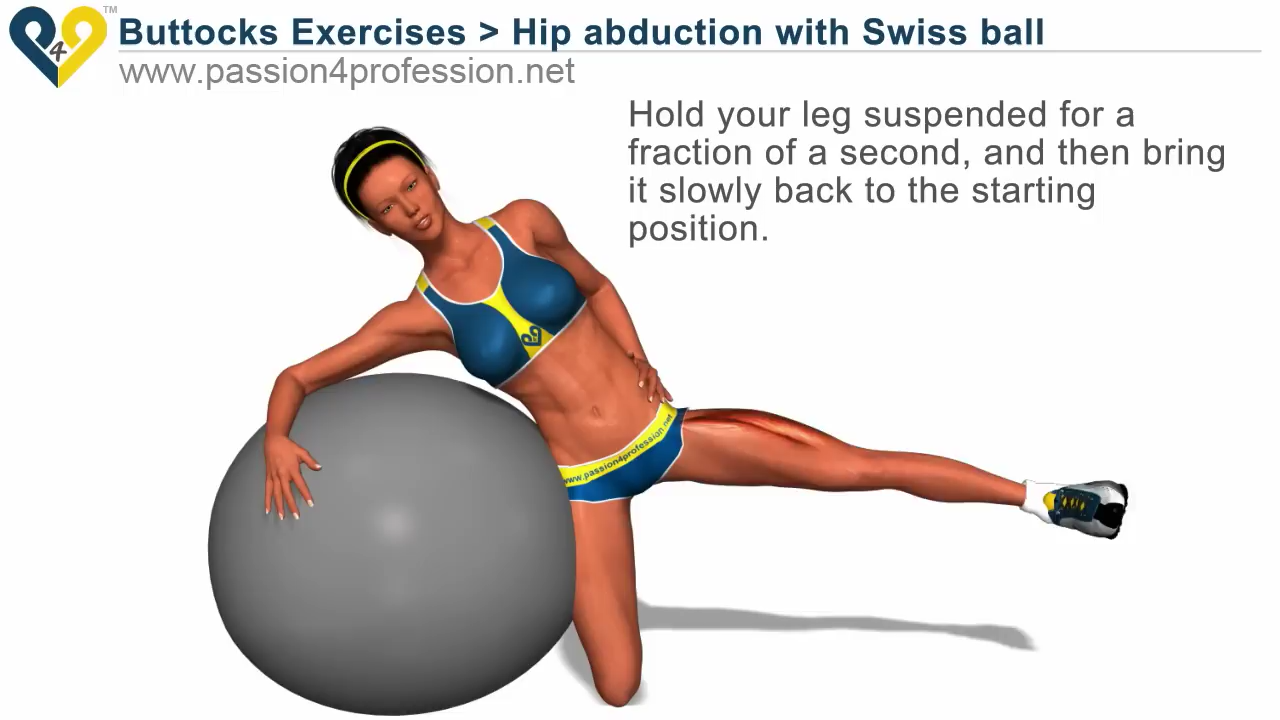 P4P™
Buttocks Exercises > Hip abduction with Swiss ball
www.passion4profession.net
Hold your leg suspended for a
fraction of a second, and then bring
it slowly back to the starting
position.
www.passion4profession.net